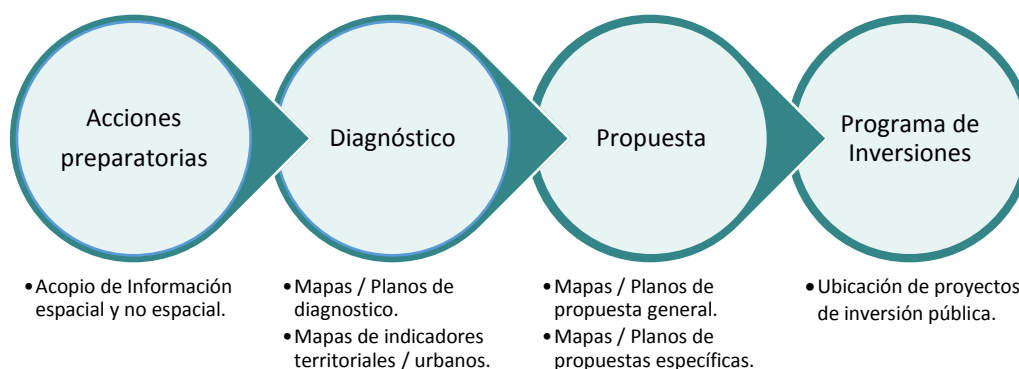 Acciones
preparatorias
Diagnóstico
Propuesta
Programa de
Inversiones
•Acopio de Información
espacial y no espacial.
•Mapas / Planos de
diagnostico.
•Mapas de indicadores
territoriales / urbanos.
•Mapas / Planos de
propuesta general.
•Mapas / Planos de
propuestas específicas.
•Ubicación de proyectos
de inversión pública.